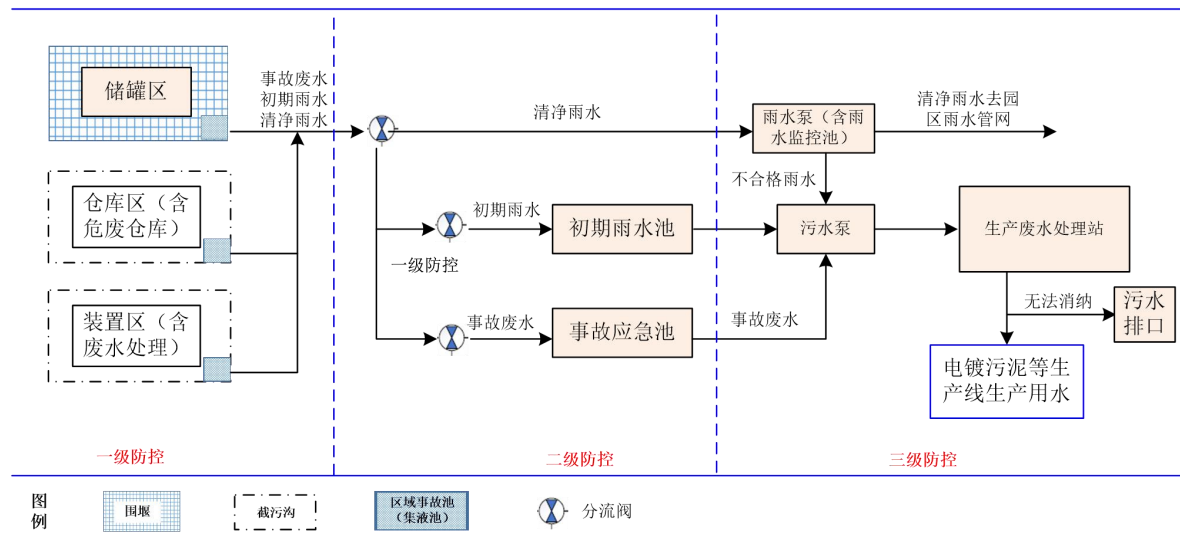 储罐区
事故废水
初期雨水
清净雨水
仓库区（含
危废仓库）
装置区（含
废水处理）
一级防控
清净雨水
初期雨水
一级防控
初期雨水池
事故废水
事故应急池
二级防控
雨水泵（含雨
水监控池）
清净雨水去园
区雨水管网
不合格雨水
污水泵
事故废水
生产废水处理站
无法消纳
污水
排口
电镀污泥等生
产线生产用水
三级防控
图
例
围堰
截污沟
区域事故池
（集液池）
分流阀